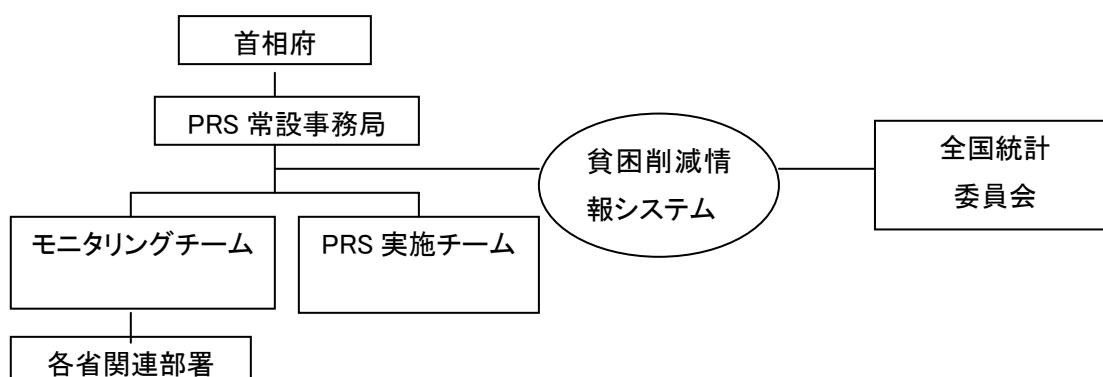 首相府
PRS 常設事務局
貧困削減情
報システム
全国統計
委員会
モニタリングチーム
PRS 実施チーム
各省関連部署